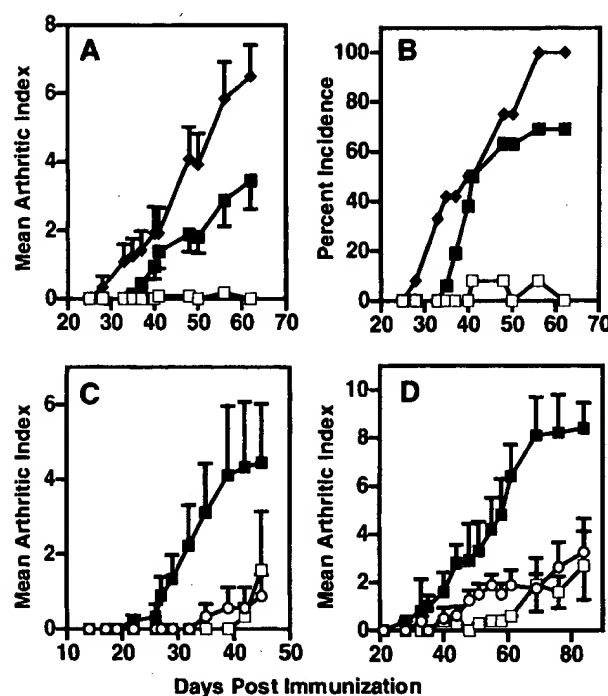 A
Mean Arthritic Index
8
6
4
2
0
20 30 40 50 60 70
B
Percent Incidence
100
80
60
40
20
0
20 30 40 50 60 70
C
Mean Arthritic Index
6
4
2
0
10 20 30 40 50
D
Mean Arthritic Index
10
8
6
4
2
0
20 40 60 80
Days Post Immunization